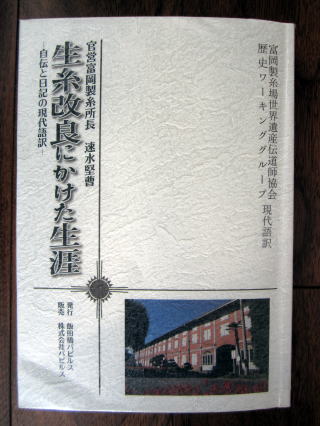 富岡製糸場世界遺産伝道師協会
歴史ワーキンググループ 現代語訳
官営富岡製糸所長 速水堅曹
生糸改良にかけた生涯
―自伝と日記の現代語訳―
発行 飯田橋パピルス
販売 株式会社パピルス